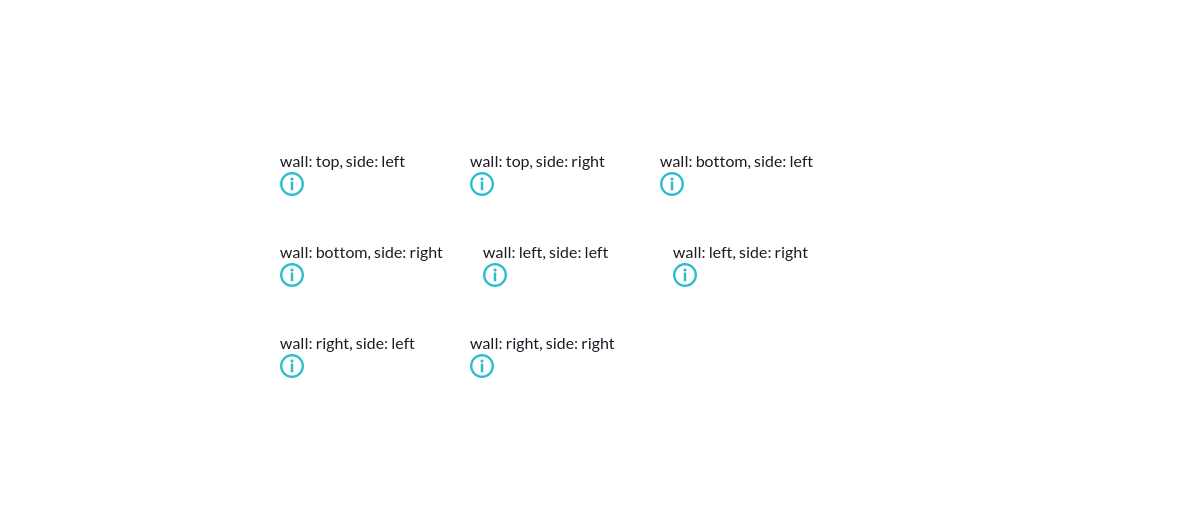 wall: top, side: left
wall: top, side: right
wall: bottom, side: left
wall: bottom, side: right
wall: left, side: left
wall: left, side: right
wall: right, side: left
wall: right, side: right